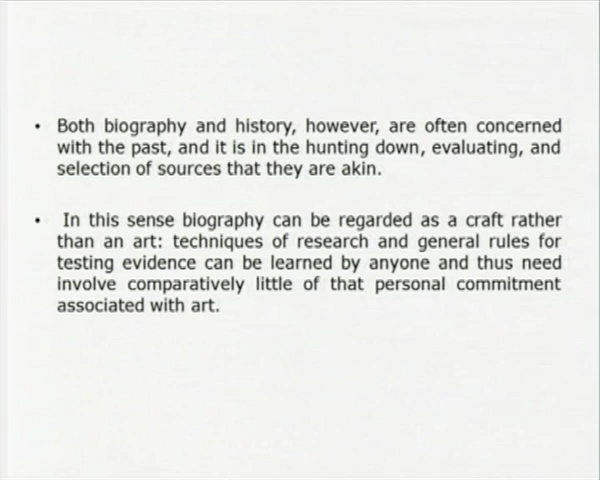 • Both biography and history, however, are often concerned
with the past, and it is in the hunting down, evaluating, and
selection of sources that they are akin.
• In this sense biography can be regarded as a craft rather
than an art: techniques of research and general rules for
testing evidence can be learned by anyone and thus need
involve comparatively little of that personal commitment
associated with art.